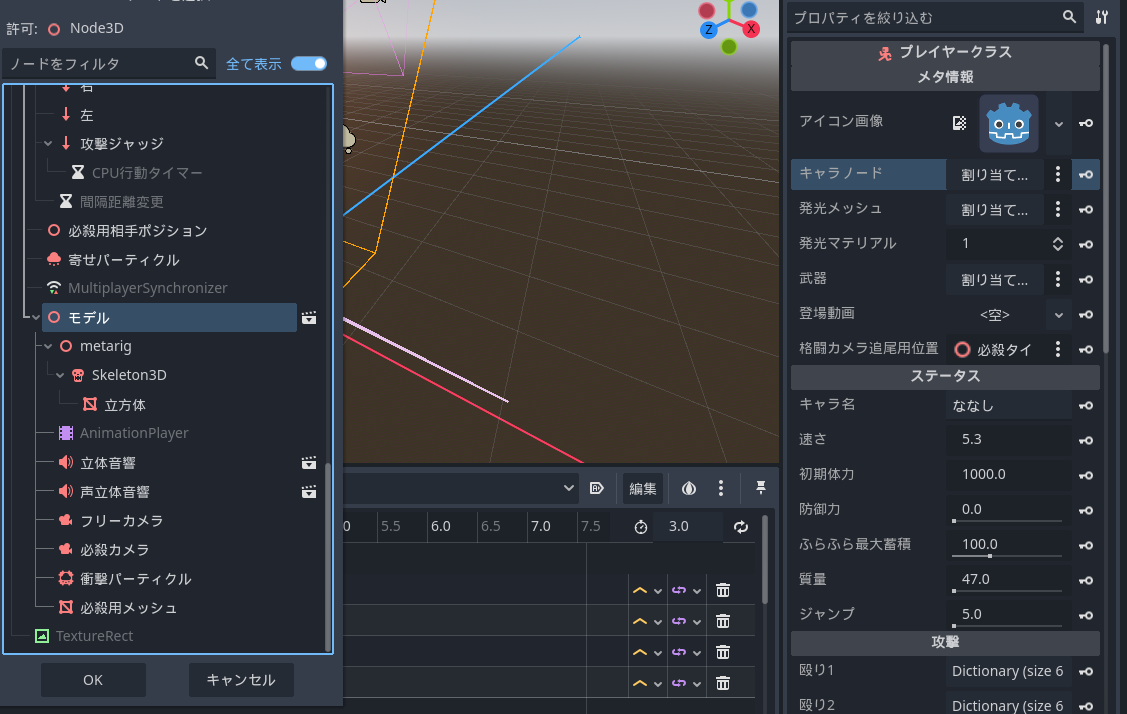 許可: Node3D
ノードをフィルタ
全て表示
右
左
攻撃ジャッジ
CPU行動タイマー
間隔距離変更
必殺用相手ポジション
寄せパーティクル
MultiplayerSynchronizer
モデル
metarig
Skeleton3D
立方体
AnimationPlayer
立体音響
声立体音響
フリーカメラ
必殺カメラ
衝撃パーティクル
必殺用メッシュ
TextureRect
OK
キャンセル
Z
X
編集
0
5.5
6.0
6.5
7.0
7.5
3.0
プロパティを絞り込む
プレイヤークラス
メタ情報
アイコン画像
キャラノード 割り当て...
発光メッシュ 割り当て...
発光マテリアル 1
武器 割り当て...
登場動画 <空>
格闘カメラ追尾用位置 必殺タイ
ステータス
キャラ名 ななし
速さ 5.3
初期体力 1000.0
防御力 0.0
ふらふら最大蓄積 100.0
質量 47.0
ジャンプ 5.0
攻撃
殴り1 Dictionary (size 6
殴り2 Dictionary (size 6